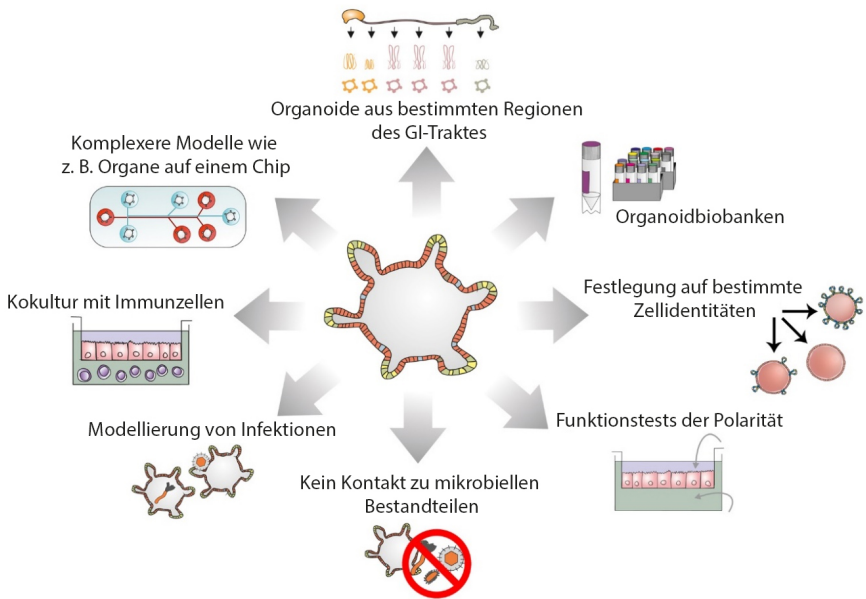 Organoide aus bestimmten Regionen
des GI-Traktes
Komplexere Modelle wie
z. B. Organe auf einem Chip
Organoidbiobanken
Festlegung auf bestimmte
Zellidentitäten
Kokultur mit Immunzellen
Funktionstests der Polarität
Modellierung von Infektionen
Kein Kontakt zu mikrobiellen
Bestandteilen